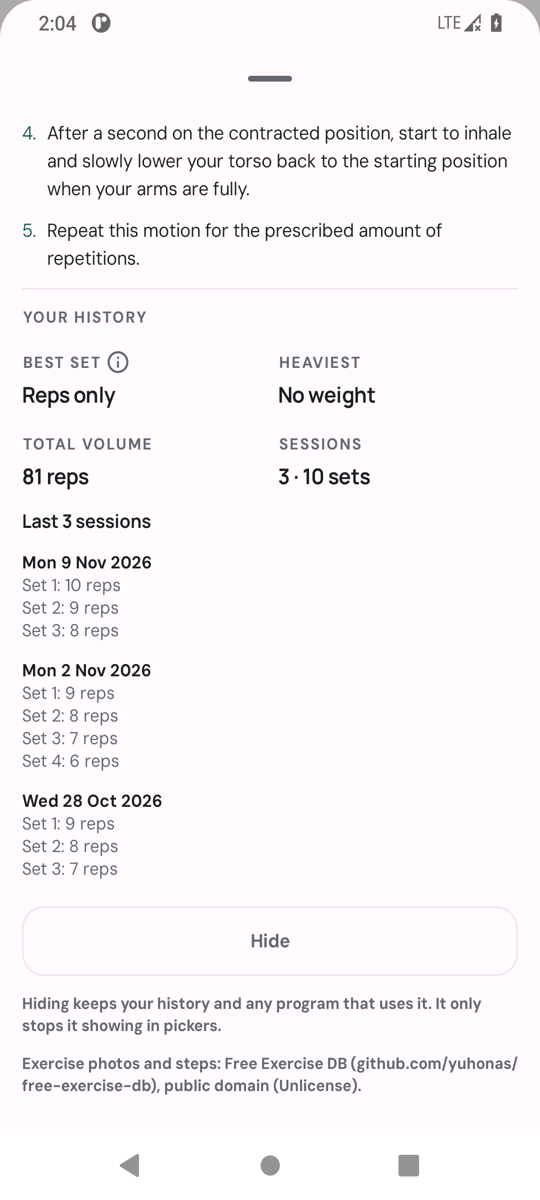 2:04
LTE
4. After a second on the contracted position, start to inhale
and slowly lower your torso back to the starting position
when your arms are fully.
5. Repeat this motion for the prescribed amount of
repetitions.
YOUR HISTORY
BEST SET
HEAVIEST
Reps only
No weight
TOTAL VOLUME
SESSIONS
81 reps
3 · 10 sets
Last 3 sessions
Mon 9 Nov 2026
Set 1: 10 reps
Set 2: 9 reps
Set 3: 8 reps
Mon 2 Nov 2026
Set 1: 9 reps
Set 2: 8 reps
Set 3: 7 reps
Set 4: 6 reps
Wed 28 Oct 2026
Set 1: 9 reps
Set 2: 8 reps
Set 3: 7 reps
Hide
Hiding keeps your history and any program that uses it. It only
stops it showing in pickers.
Exercise photos and steps: Free Exercise DB (github.com/yuhonas/
free-exercise-db), public domain (Unlicense).